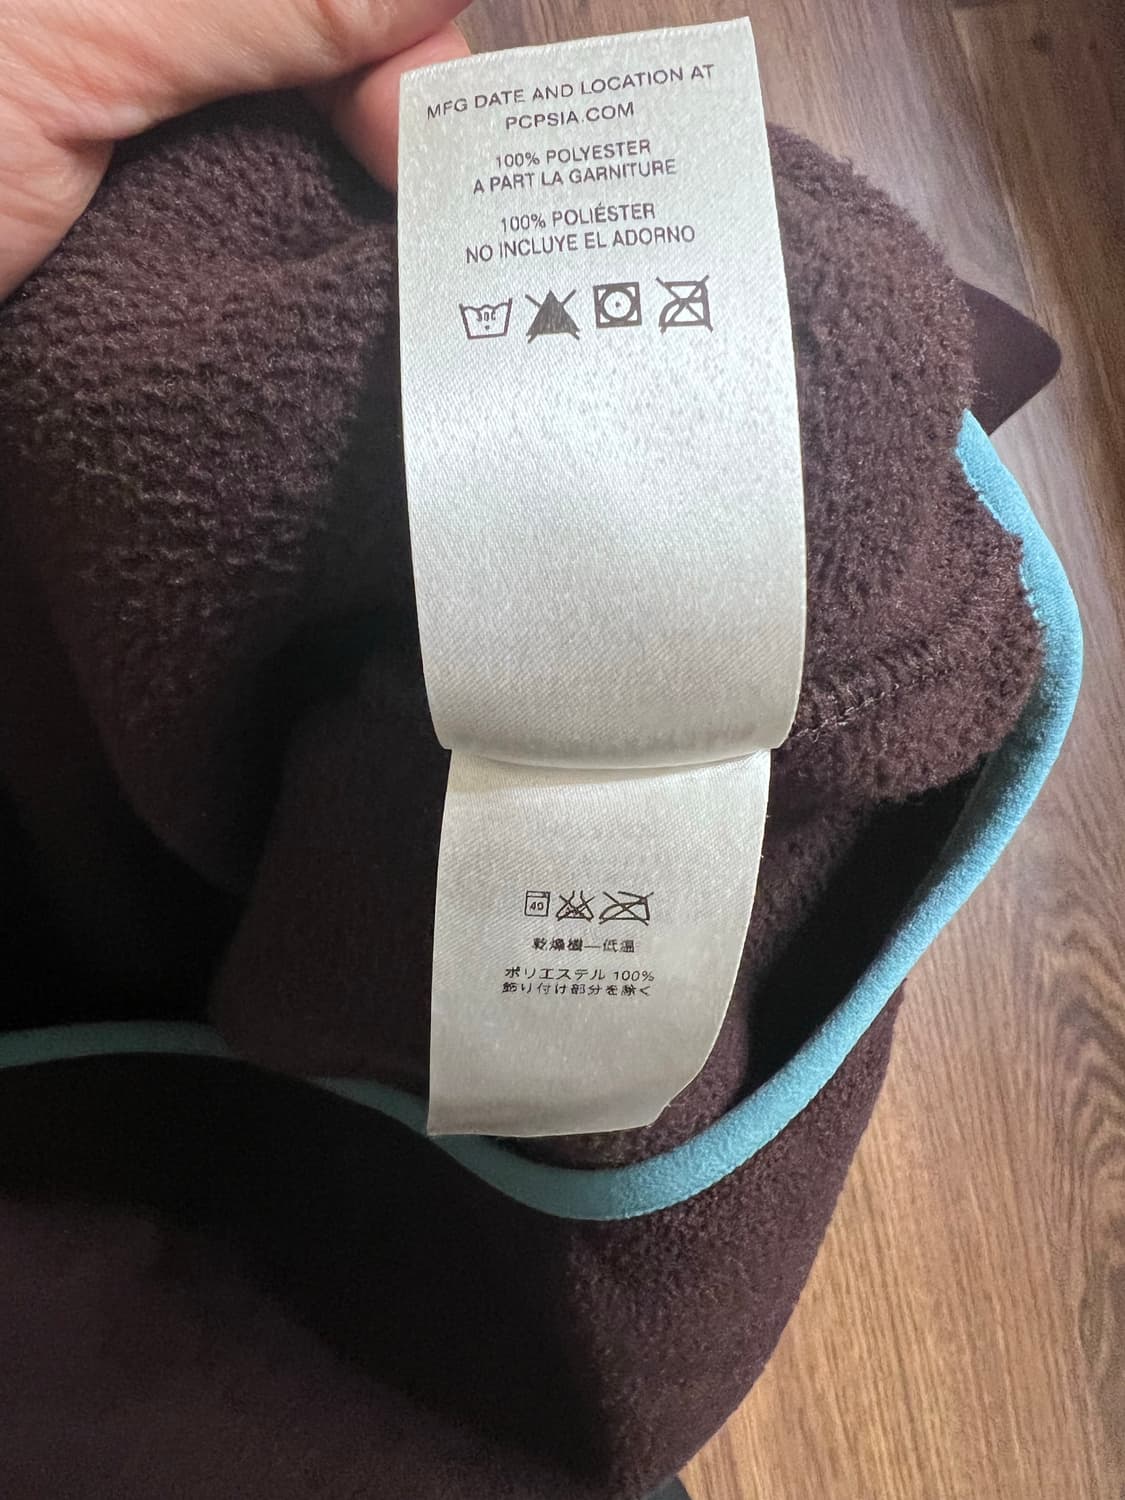 MFG DATE AND LOCATION AT
PCPSIA.COM
100% POLYESTER
A PART LA GARNITURE
100% POLIÉSTER
NO INCLUYE EL ADORNO
30C
40
乾燥機—低温
ポリエステル 100%
飾り付け部分を除く